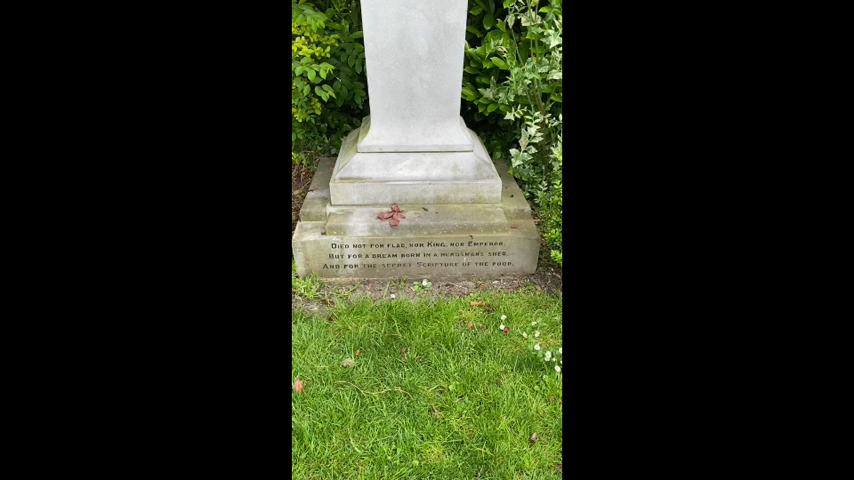 Died not for flag, nor King, nor Emperor,
But for a dream born in a herdsmans shed,
And for the secret Scripture of the poor.